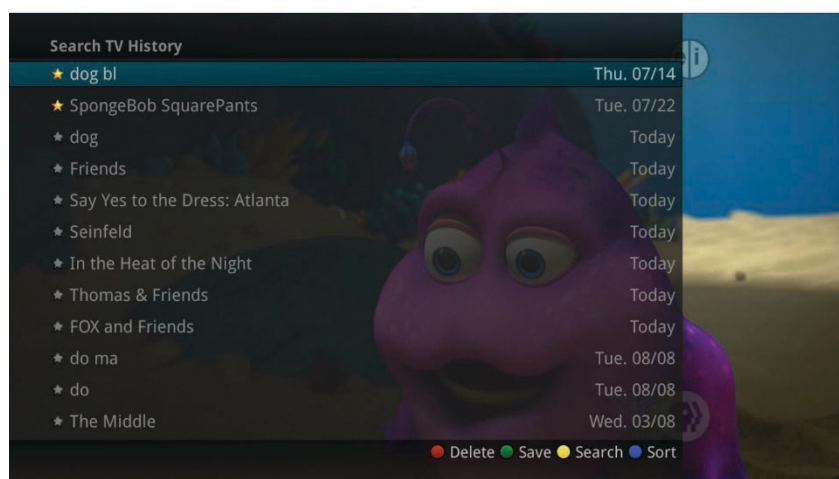 Search TV History
dog bl Thu. 07/14
SpongeBob SquarePants Tue. 07/22
dog Today
Friends Today
Say Yes to the Dress: Atlanta Today
Seinfeld Today
In the Heat of the Night Today
Thomas & Friends Today
FOX and Friends Today
do ma Tue. 08/08
do Tue. 08/08
The Middle Wed. 03/08
Delete Save Search Sort